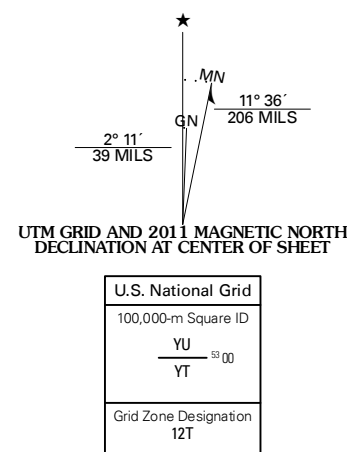 ★
MN
GN
11° 36´
206 MILS
2° 11´
39 MILS
UTM GRID AND 2011 MAGNETIC NORTH
DECLINATION AT CENTER OF SHEET
U.S. National Grid
100,000-m Square ID
YU
53 00
YT
Grid Zone Designation
12T